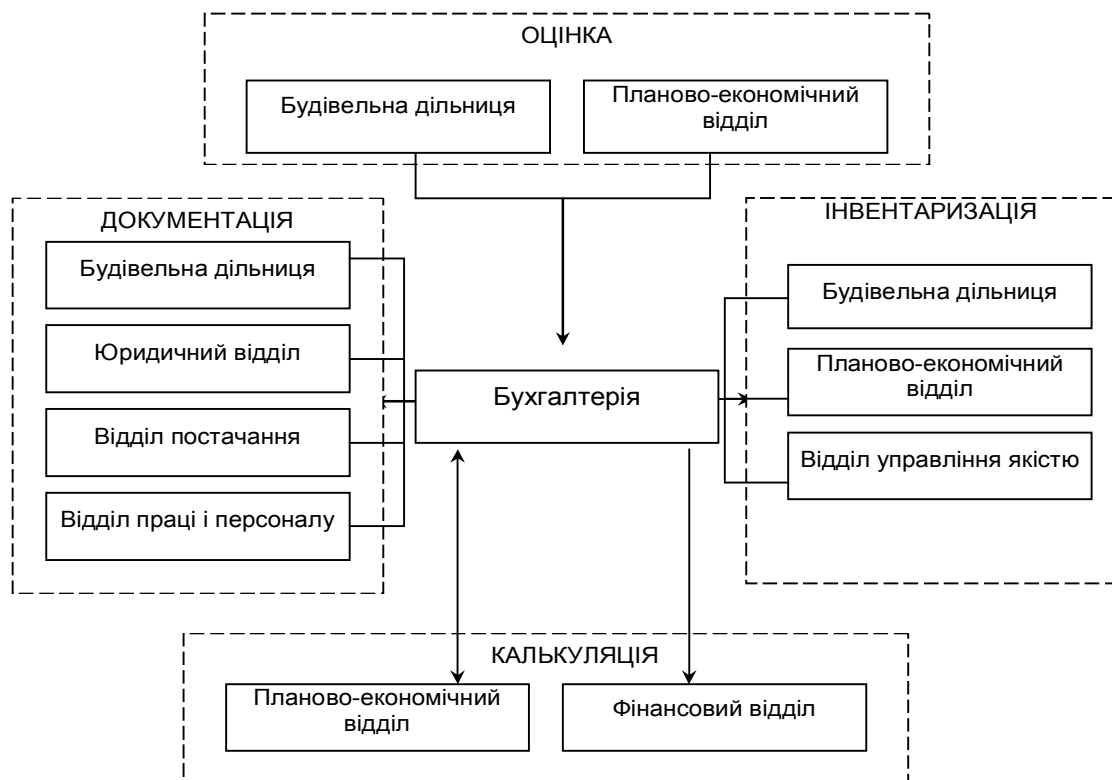 ОЦІНКА
Будівельна дільниця
Планово-економічний
відділ
ДОКУМЕНТАЦІЯ
Будівельна дільниця
Юридичний відділ
Відділ постачання
Відділ праці і персоналу
Бухгалтерія
ІНВЕНТАРИЗАЦІЯ
Будівельна дільниця
Планово-економічний
відділ
Відділ управління якістю
КАЛЬКУЛЯЦІЯ
Планово-економічний
відділ
Фінансовий відділ